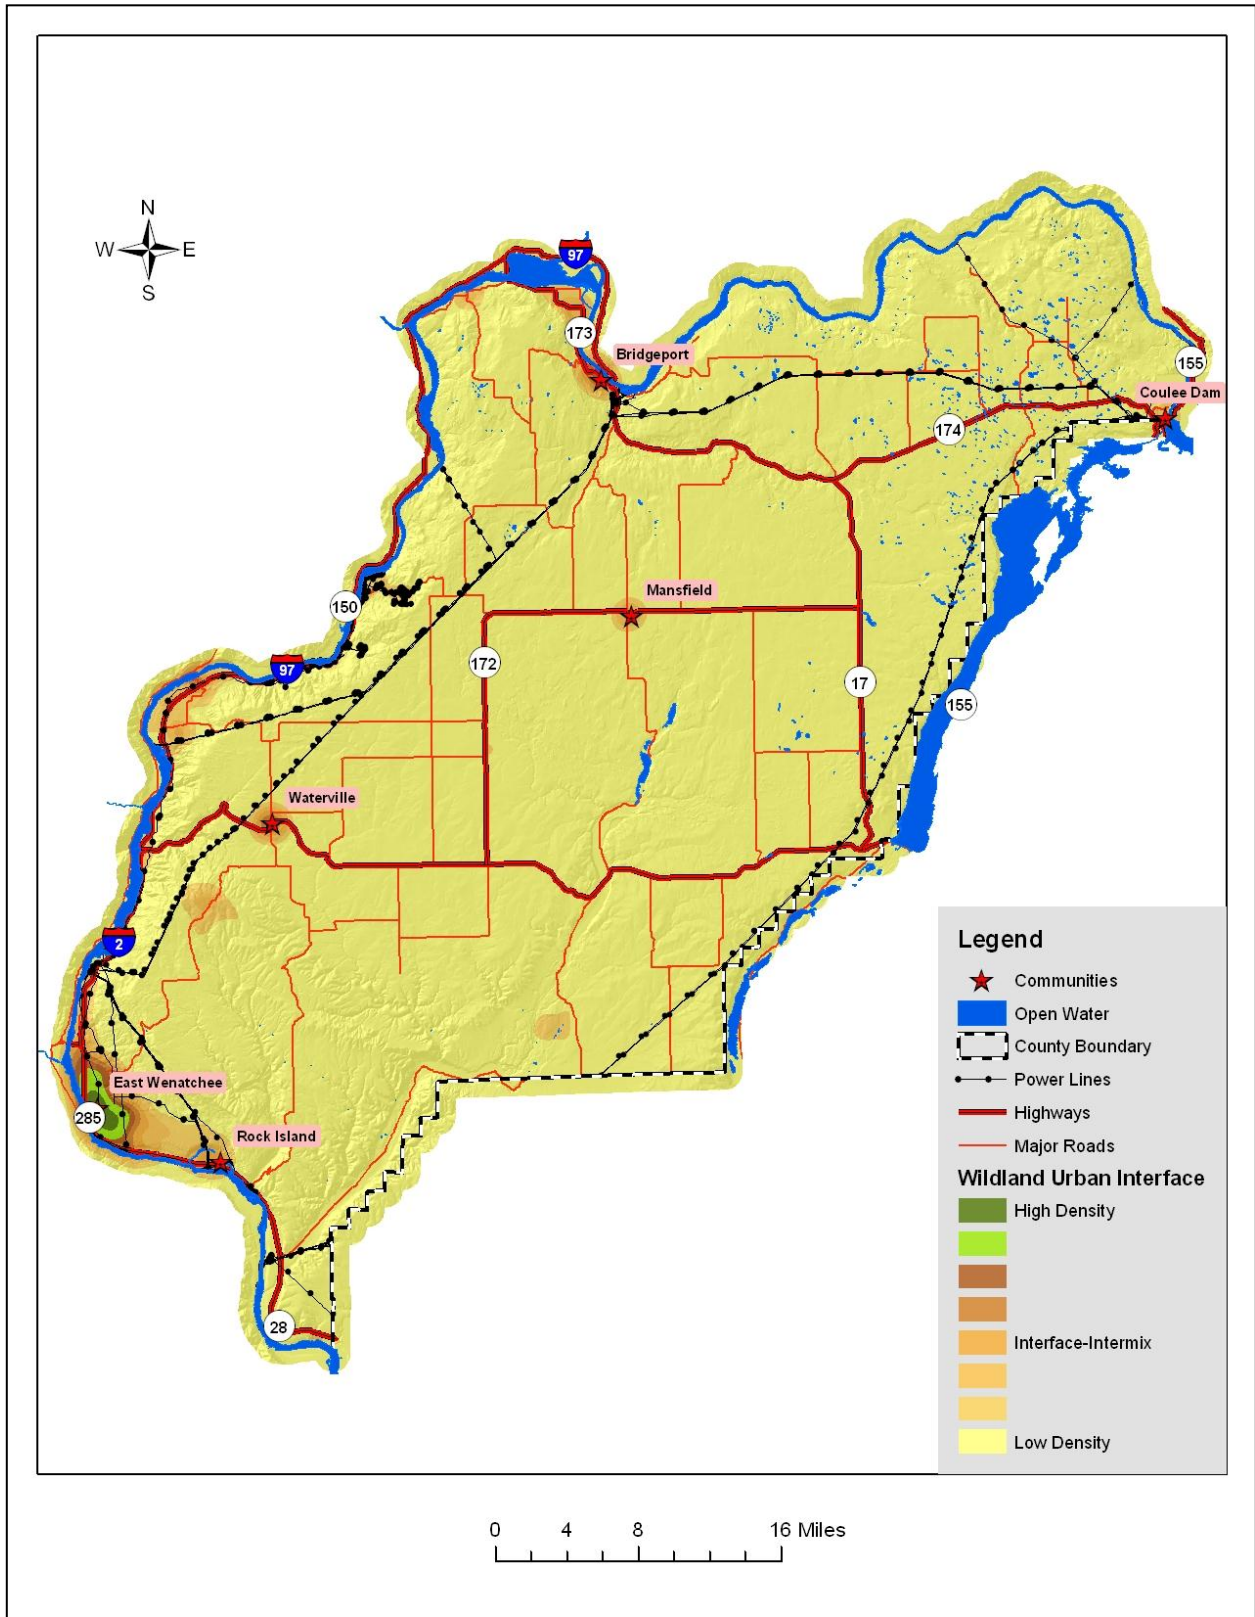 N
W E
S
97
173
Bridgeport
155
Coulee Dam
174
150
Mansfield
97
172
17
155
Waterville
2
East Wenatchee
285
Rock Island
28
Legend
Communities
Open Water
County Boundary
Power Lines
Highways
Major Roads
Wildland Urban Interface
High Density
Interface-Intermix
Low Density
0 4 8 16 Miles